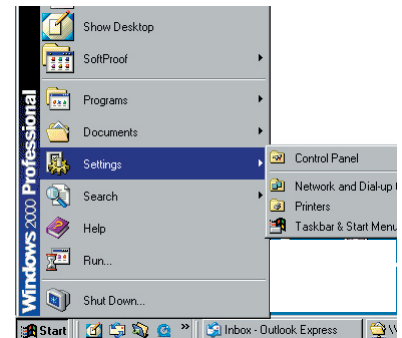 Show Desktop
SoftProof
Programs
Documents
Settings
Search
Help
Run...
Shut Down...
Windows 2000 Professional
Control Panel
Network and Dial-up
Printers
Taskbar & Start Menu
Start
»
Inbox - Outlook Express